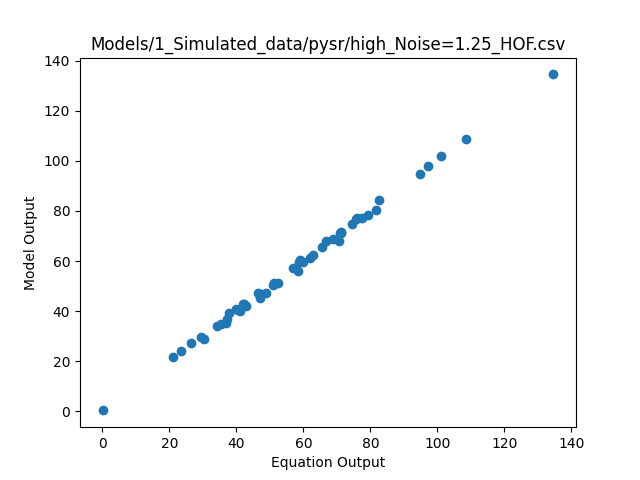 Models/1_Simulated_data/pysr/high_Noise=1.25_HOF.csv
140
120
100
80
60
40
20
0
Model Output
0 20 40 60 80 100 120 140
Equation Output